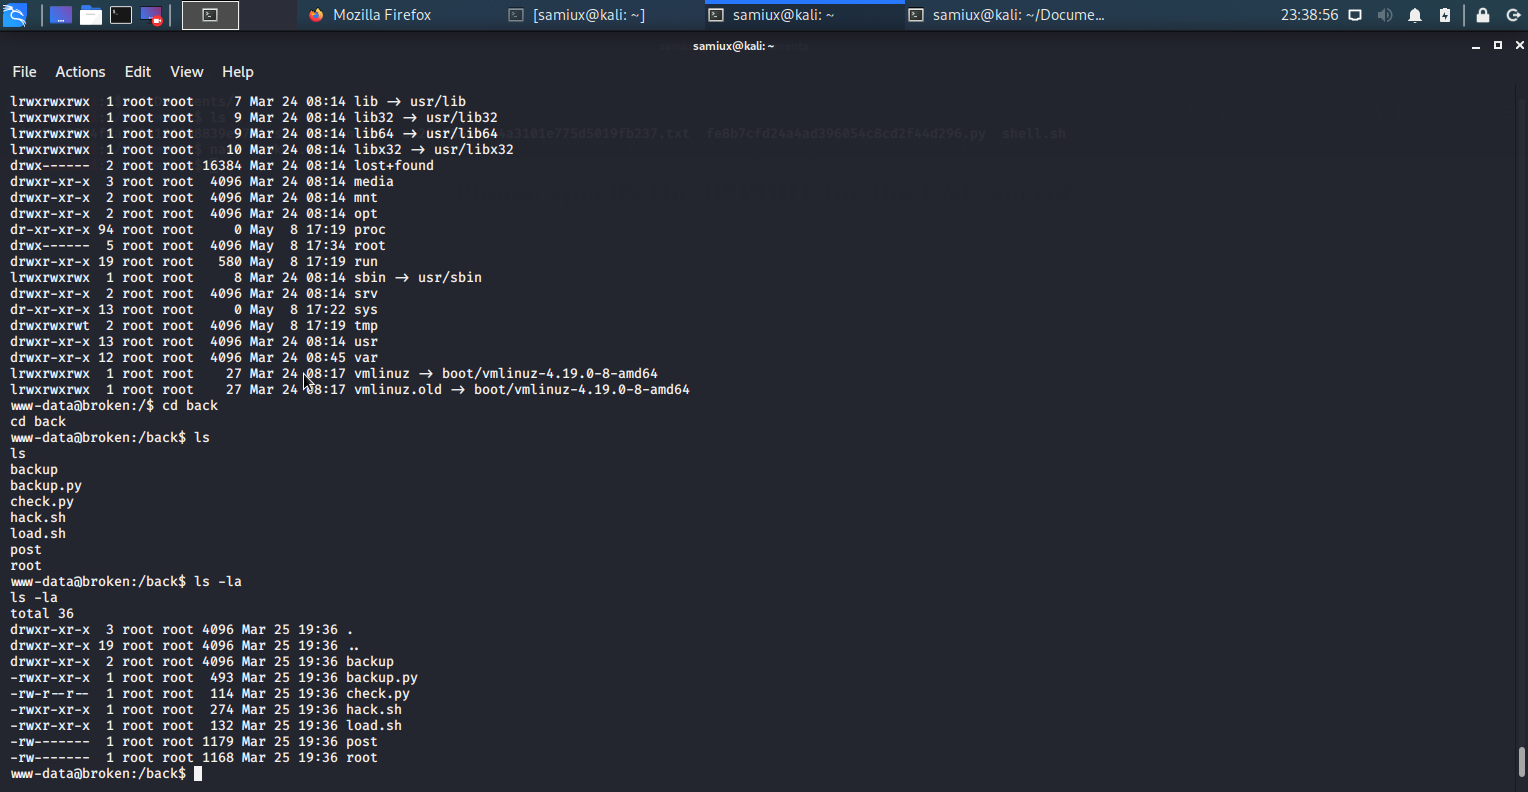 Mozilla Firefox
[samiux@kali: ~]
samiux@kali: ~
samiux@kali: ~/Docume...
23:38:56
samiux@kali: ~
File Actions Edit View Help
lrwxrwxrwx 1 root root 7 Mar 24 08:14 lib → usr/lib
lrwxrwxrwx 1 root root 9 Mar 24 08:14 lib32 → usr/lib32
lrwxrwxrwx 1 root root 9 Mar 24 08:14 lib64 → usr/lib64
lrwxrwxrwx 1 root root 10 Mar 24 08:14 libx32 → usr/libx32
drwx------ 2 root root 16384 Mar 24 08:14 lost+found
drwxr-xr-x 3 root root 4096 Mar 24 08:14 media
drwxr-xr-x 2 root root 4096 Mar 24 08:14 mnt
drwxr-xr-x 2 root root 4096 Mar 24 08:14 opt
dr-xr-xr-x 94 root root 0 May 8 17:19 proc
drwx------ 5 root root 4096 May 8 17:34 root
drwxr-xr-x 19 root root 580 May 8 17:19 run
lrwxrwxrwx 1 root root 8 Mar 24 08:14 sbin → usr/sbin
drwxr-xr-x 2 root root 4096 Mar 24 08:14 srv
dr-xr-xr-x 13 root root 0 May 8 17:22 sys
drwxrwxrwt 2 root root 4096 May 8 17:19 tmp
drwxr-xr-x 13 root root 4096 Mar 24 08:14 usr
drwxr-xr-x 12 root root 4096 Mar 24 08:45 var
lrwxrwxrwx 1 root root 27 Mar 24 08:17 vmlinuz → boot/vmlinuz-4.19.0-8-amd64
lrwxrwxrwx 1 root root 27 Mar 24 08:17 vmlinuz.old → boot/vmlinuz-4.19.0-8-amd64
www-data@broken:/$ cd back
cd back
www-data@broken:/back$ ls
ls
backup
backup.py
check.py
hack.sh
load.sh
post
root
www-data@broken:/back$ ls -la
ls -la
total 36
drwxr-xr-x 3 root root 4096 Mar 25 19:36 .
drwxr-xr-x 19 root root 4096 Mar 25 19:36 ..
drwxr-xr-x 2 root root 4096 Mar 25 19:36 backup
-rwxr-xr-x 1 root root 493 Mar 25 19:36 backup.py
-rw-r--r-- 1 root root 114 Mar 25 19:36 check.py
-rwxr-xr-x 1 root root 274 Mar 25 19:36 hack.sh
-rwxr-xr-x 1 root root 132 Mar 25 19:36 load.sh
-rw------- 1 root root 1179 Mar 25 19:36 post
-rw------- 1 root root 1168 Mar 25 19:36 root
www-data@broken:/back$